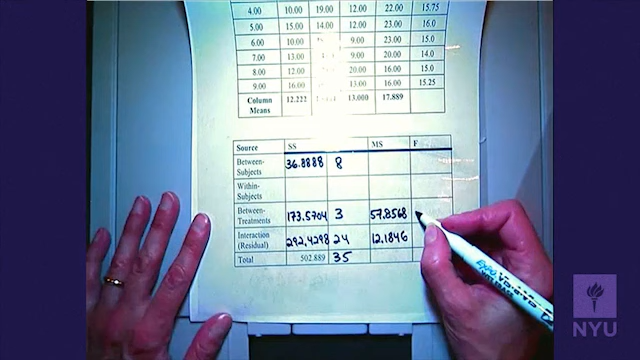 4.00 10.00 19.00 12.00 22.00 15.75
5.00 15.00 14.00 12.00 23.00 16.0
6.00 10.00 9.00 23.00 15.0
7.00 13.00 9.00 20.00 14.0
8.00 12.00 20.00 16.00 15.0
9.00 16.00 13.00 16.00 15.25
Column Means 12.222 13.000 17.889
Source SS MS F
Between-Subjects 36.8888 8
Within-Subjects
Between-Treatments 173.5704 3 57.8568
Interaction (Residual) 292.4298 24 12.1846
Total 502.889 35
EXPO
NYU